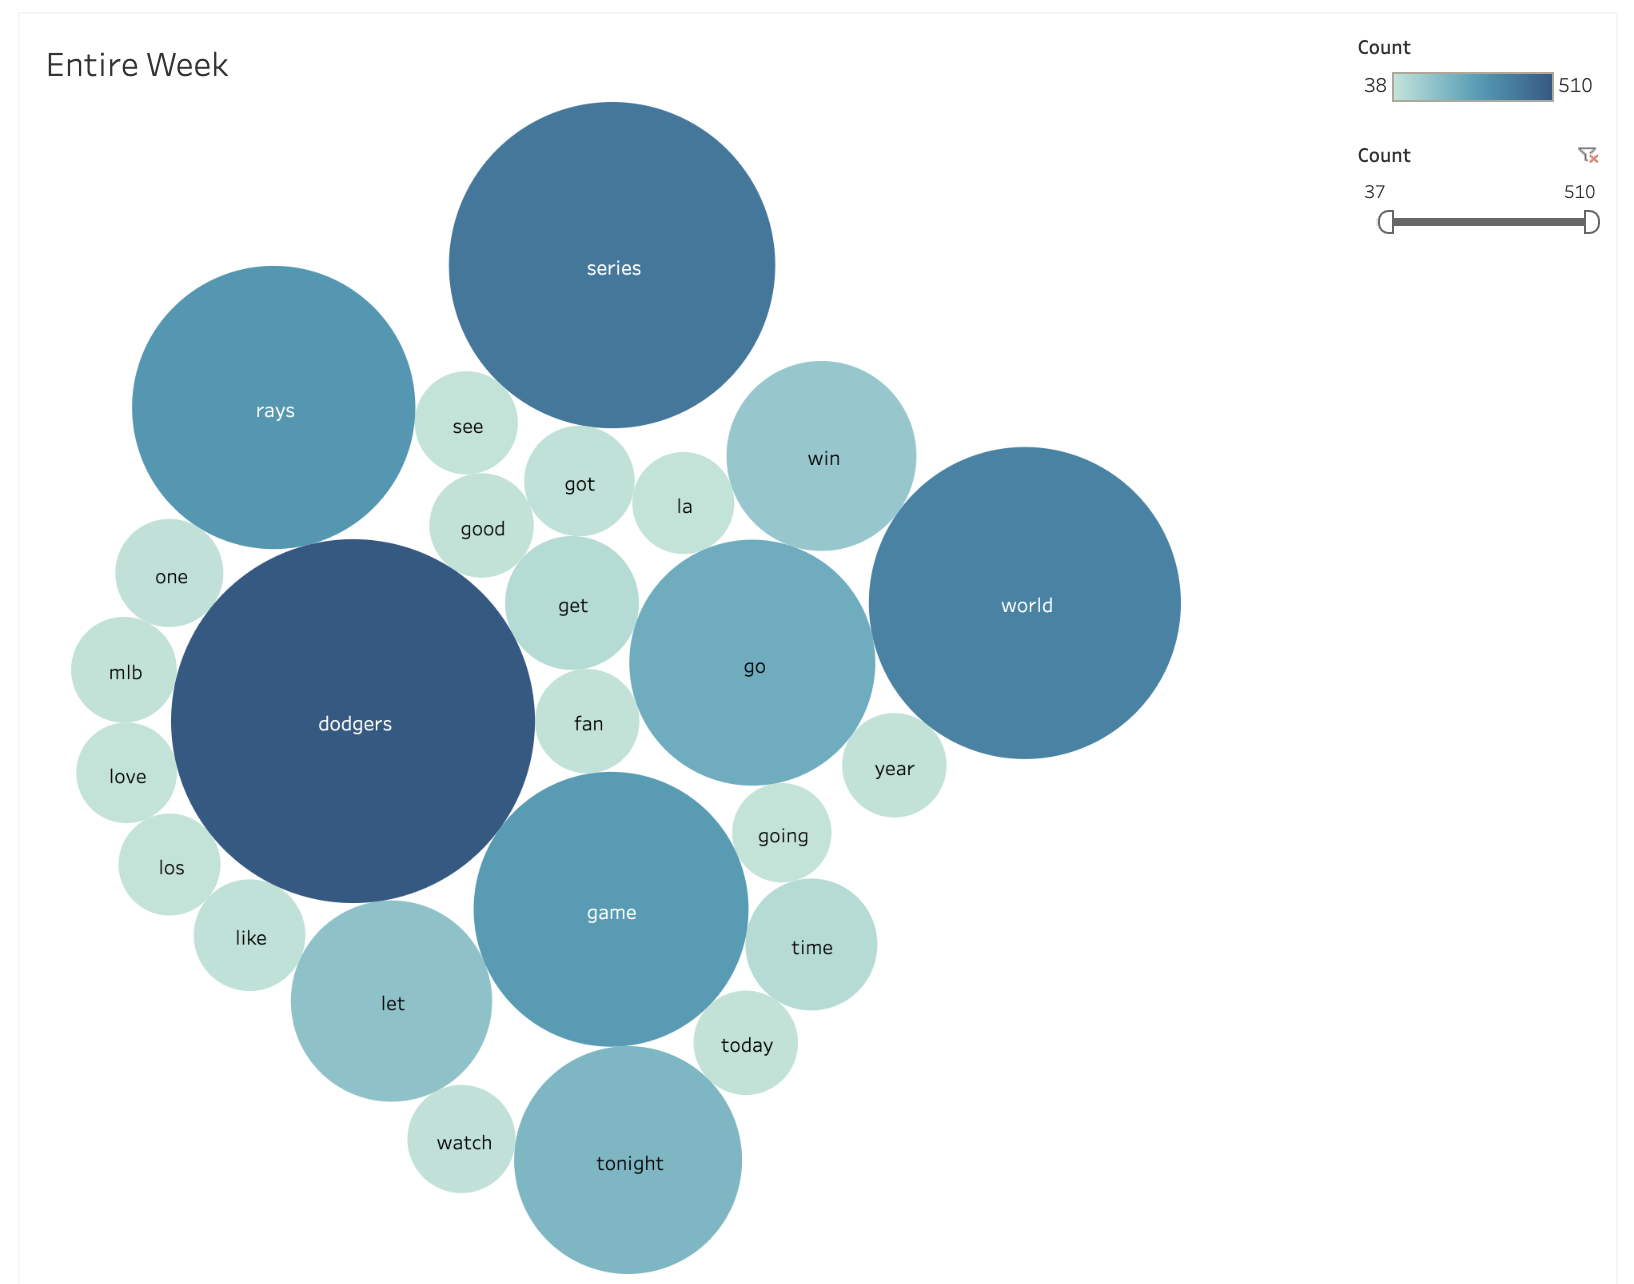 Entire Week
Count
38 510
Count
37 510
series
rays
see
win
got
la
good
one
get
world
go
mlb
dodgers
fan
love
year
going
los
game
like
time
let
today
watch
tonight